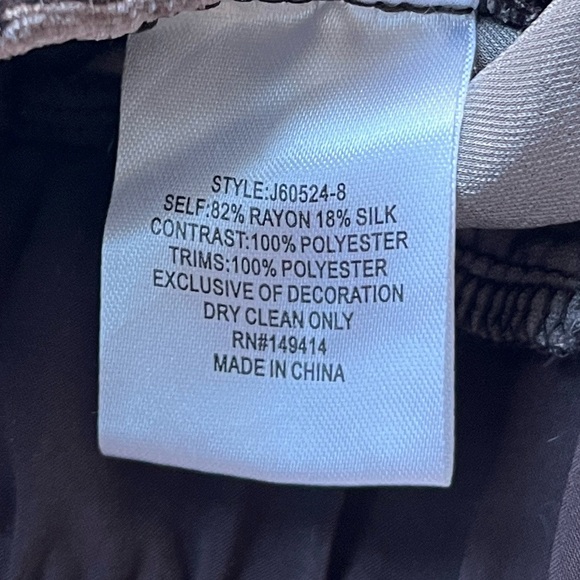 STYLE:J60524-8
SELF:82% RAYON 18% SILK
CONTRAST:100% POLYESTER
TRIMS:100% POLYESTER
EXCLUSIVE OF DECORATION
DRY CLEAN ONLY
RN#149414
MADE IN CHINA